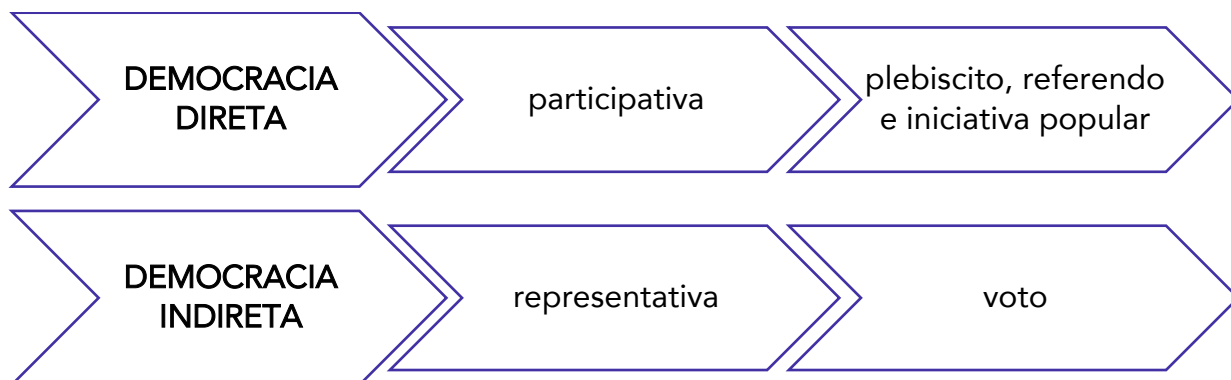 DEMOCRACIA
DIRETA
participativa
plebiscito, referendo
e iniciativa popular
DEMOCRACIA
INDIRETA
representativa
voto